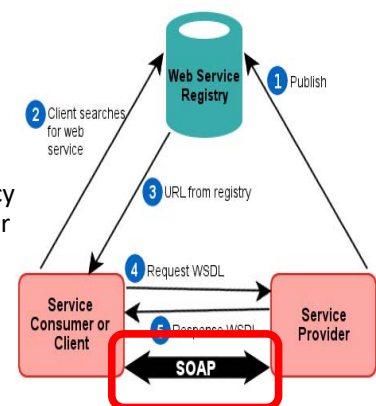 Web Service
Registry
1 Publish
2 Client searches
for web
service
3 URL from registry
cy
r
4 Request WSDL
Service
Consumer or
Client
5 Response WSDL
Service
Provider
SOAP